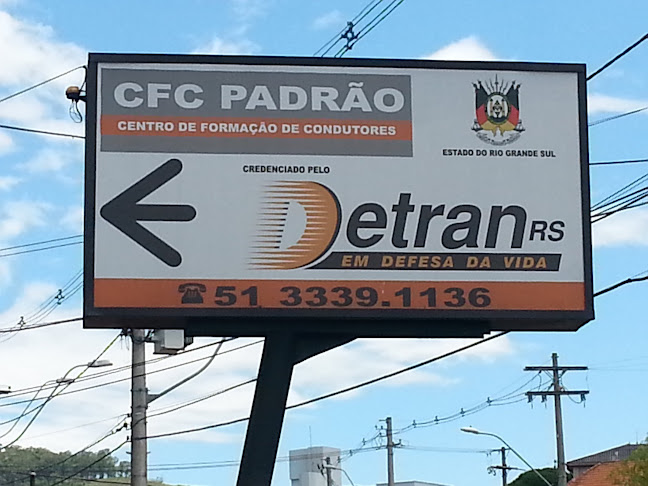 CFC PADRÃO
CENTRO DE FORMAÇÃO DE CONDUTORES
ESTADO DO RIO GRANDE SUL
CREDENCIADO PELO
Detran RS
EM DEFESA DA VIDA
51 3339.1136